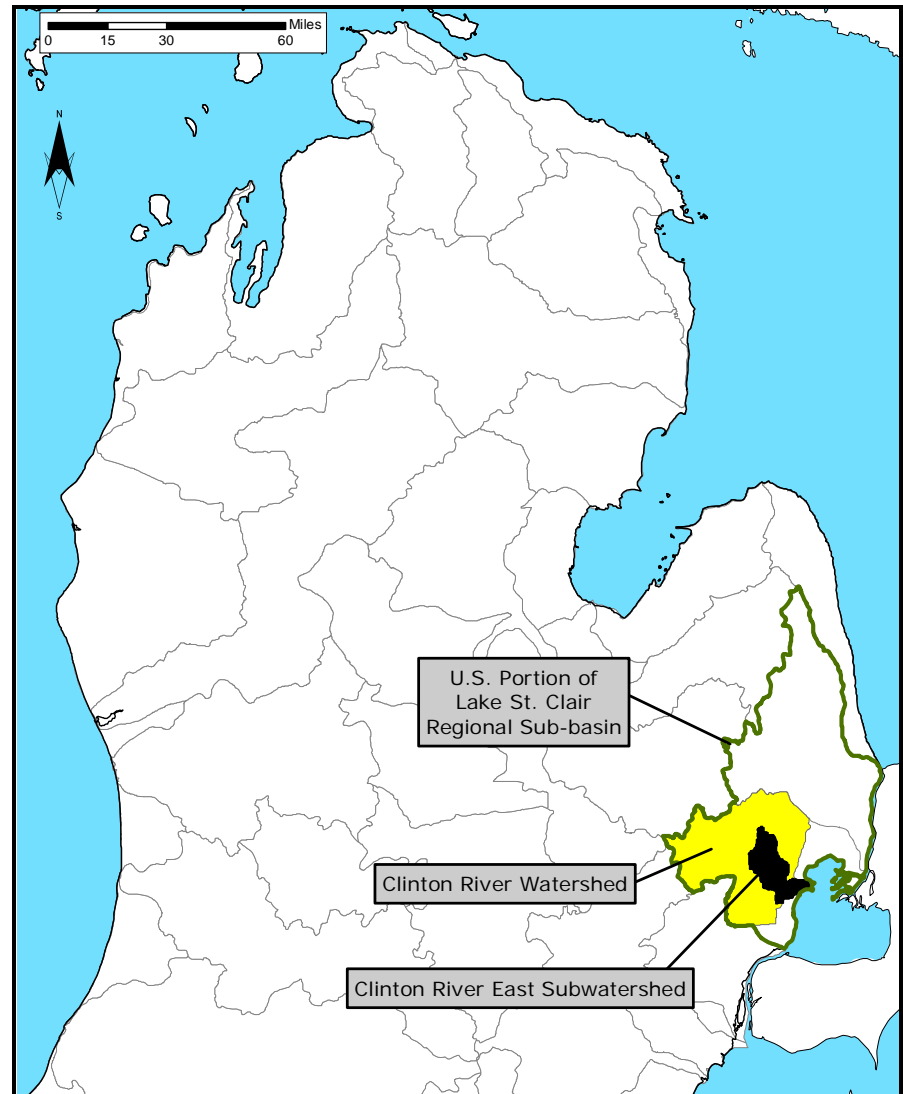 Miles
0 15 30 60
N
S
U.S. Portion of
Lake St. Clair
Regional Sub-basin
Clinton River Watershed
Clinton River East Subwatershed